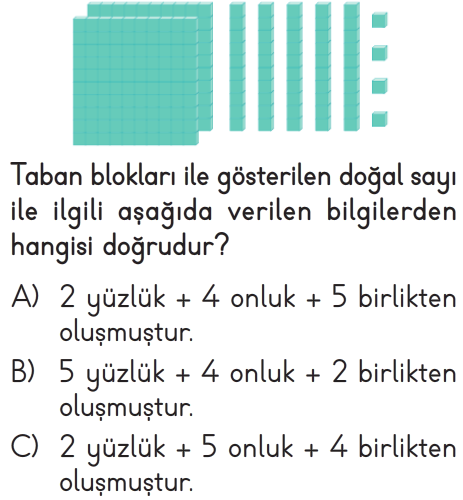 Taban blokları ile gösterilen doğal sayı
ile ilgili aşağıda verilen bilgilerden
hangisi doğrudur?
A) 2 yüzlük + 4 onluk + 5 birlikten
oluşmuştur.
B) 5 yüzlük + 4 onluk + 2 birlikten
oluşmuştur.
C) 2 yüzlük + 5 onluk + 4 birlikten
oluşmuştur.